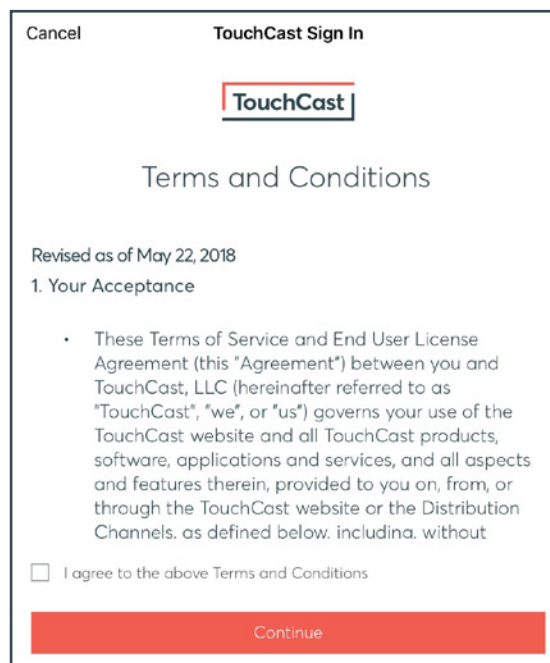 Cancel TouchCast Sign In
TouchCast
Terms and Conditions
Revised as of May 22, 2018
1. Your Acceptance
• These Terms of Service and End User License
Agreement (this "Agreement") between you and
TouchCast, LLC (hereinafter referred to as
"TouchCast", "we", or "us") governs your use of the
TouchCast website and all TouchCast products,
software, applications and services, and all aspects
and features therein, provided to you on, from, or
through the TouchCast website or the Distribution
Channels, as defined below, including, without
I agree to the above Terms and Conditions
Continue